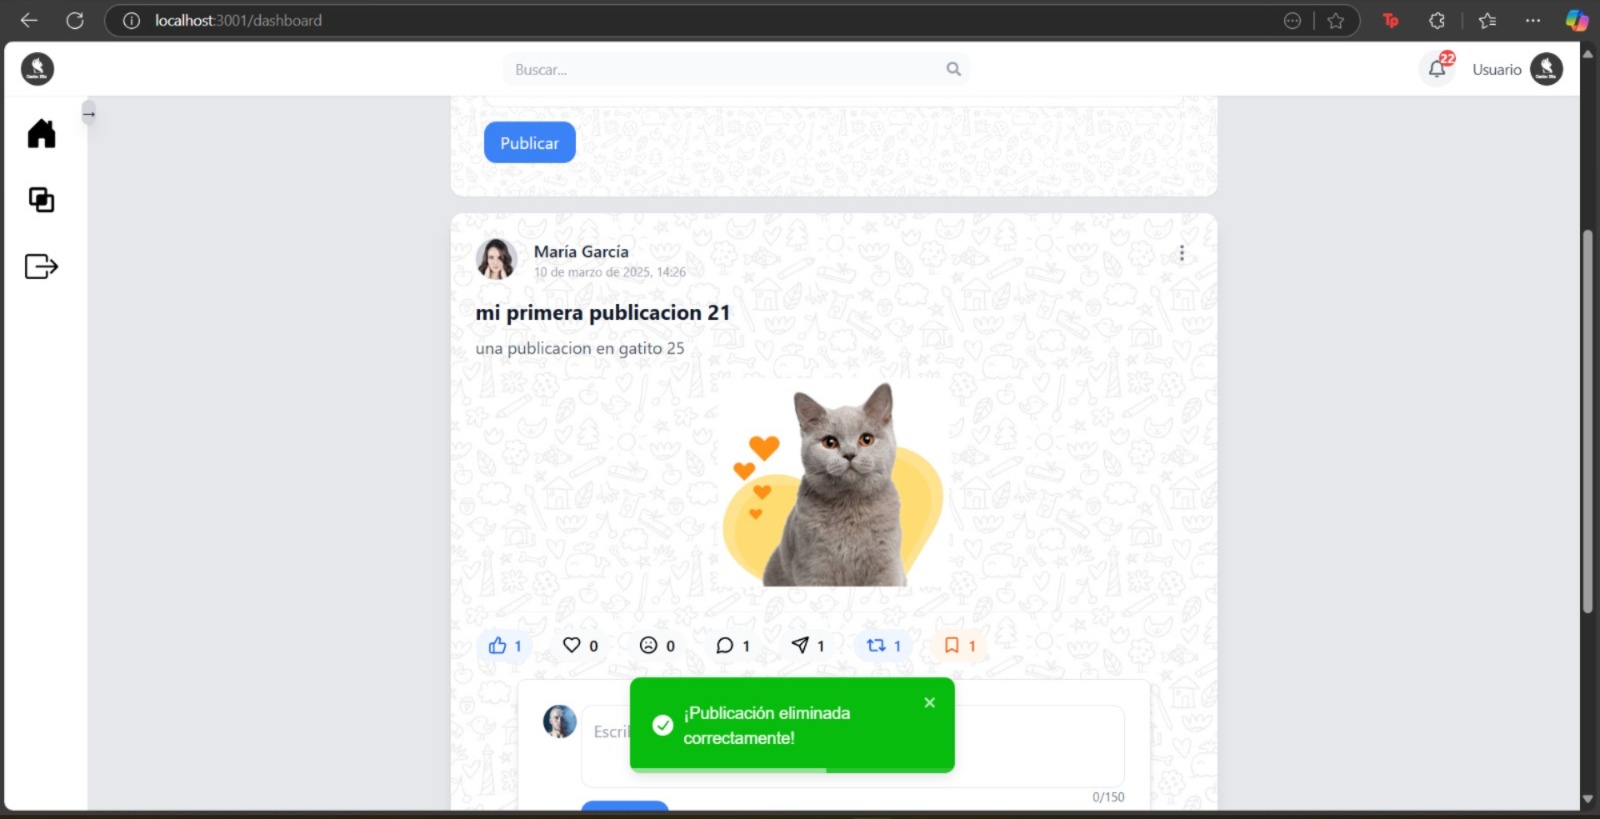 localhost:3001/dashboard
Tp
Buscar...
22
Usuario
Publicar
María García
10 de marzo de 2025, 14:26
mi primera publicacion 21
una publicacion en gatito 25
1 0 0 1 1 1 1
¡Publicación eliminada
correctamente!
Escri
0/150